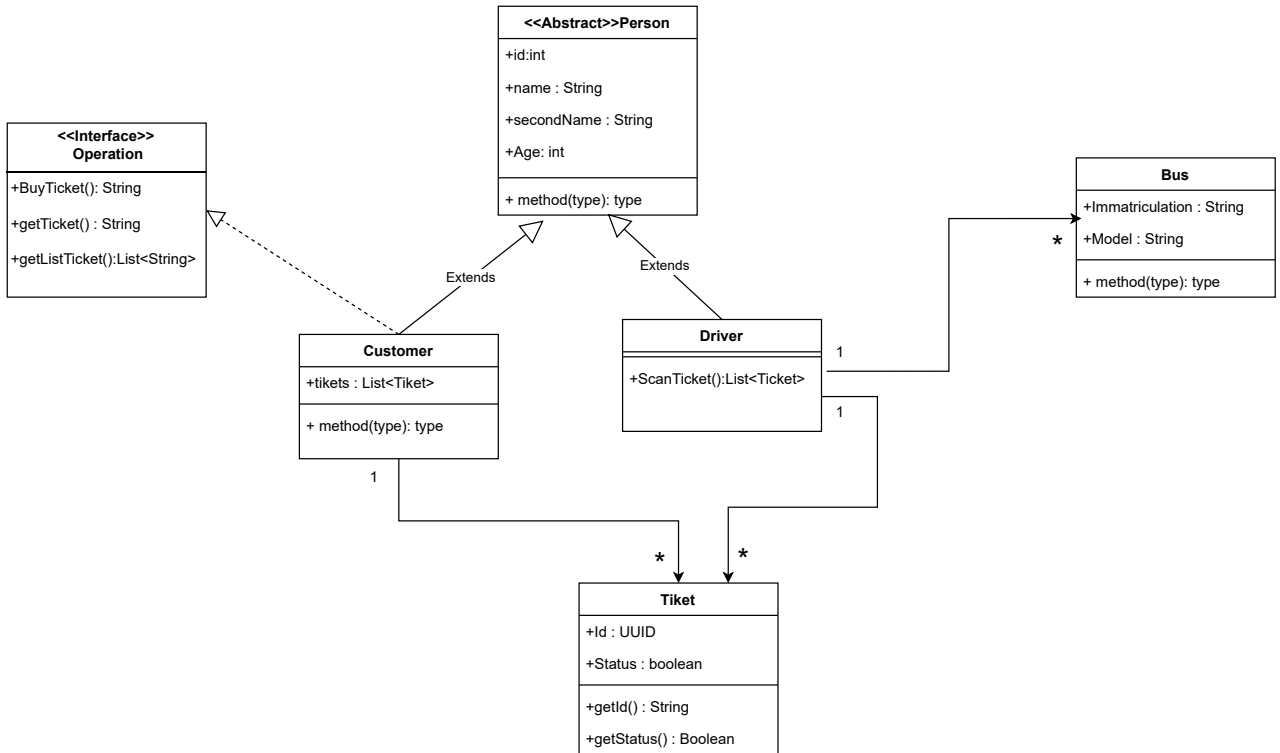 <<Abstract>>Person
+id:int
+name : String
+secondName : String
+Age: int
+ method(type): type
<<Interface>>
Operation
+BuyTicket(): String
+getTicket() : String
+getListTicket():List<String>
Bus
+Immatriculation : String
+Model : String
+ method(type): type
*
Extends
Extends
Customer
+tikets : List<Tiket>
+ method(type): type
1
Driver
+ScanTicket():List<Ticket>
1
1
*
*
Tiket
+Id : UUID
+Status : boolean
+getId() : String
+getStatus() : Boolean